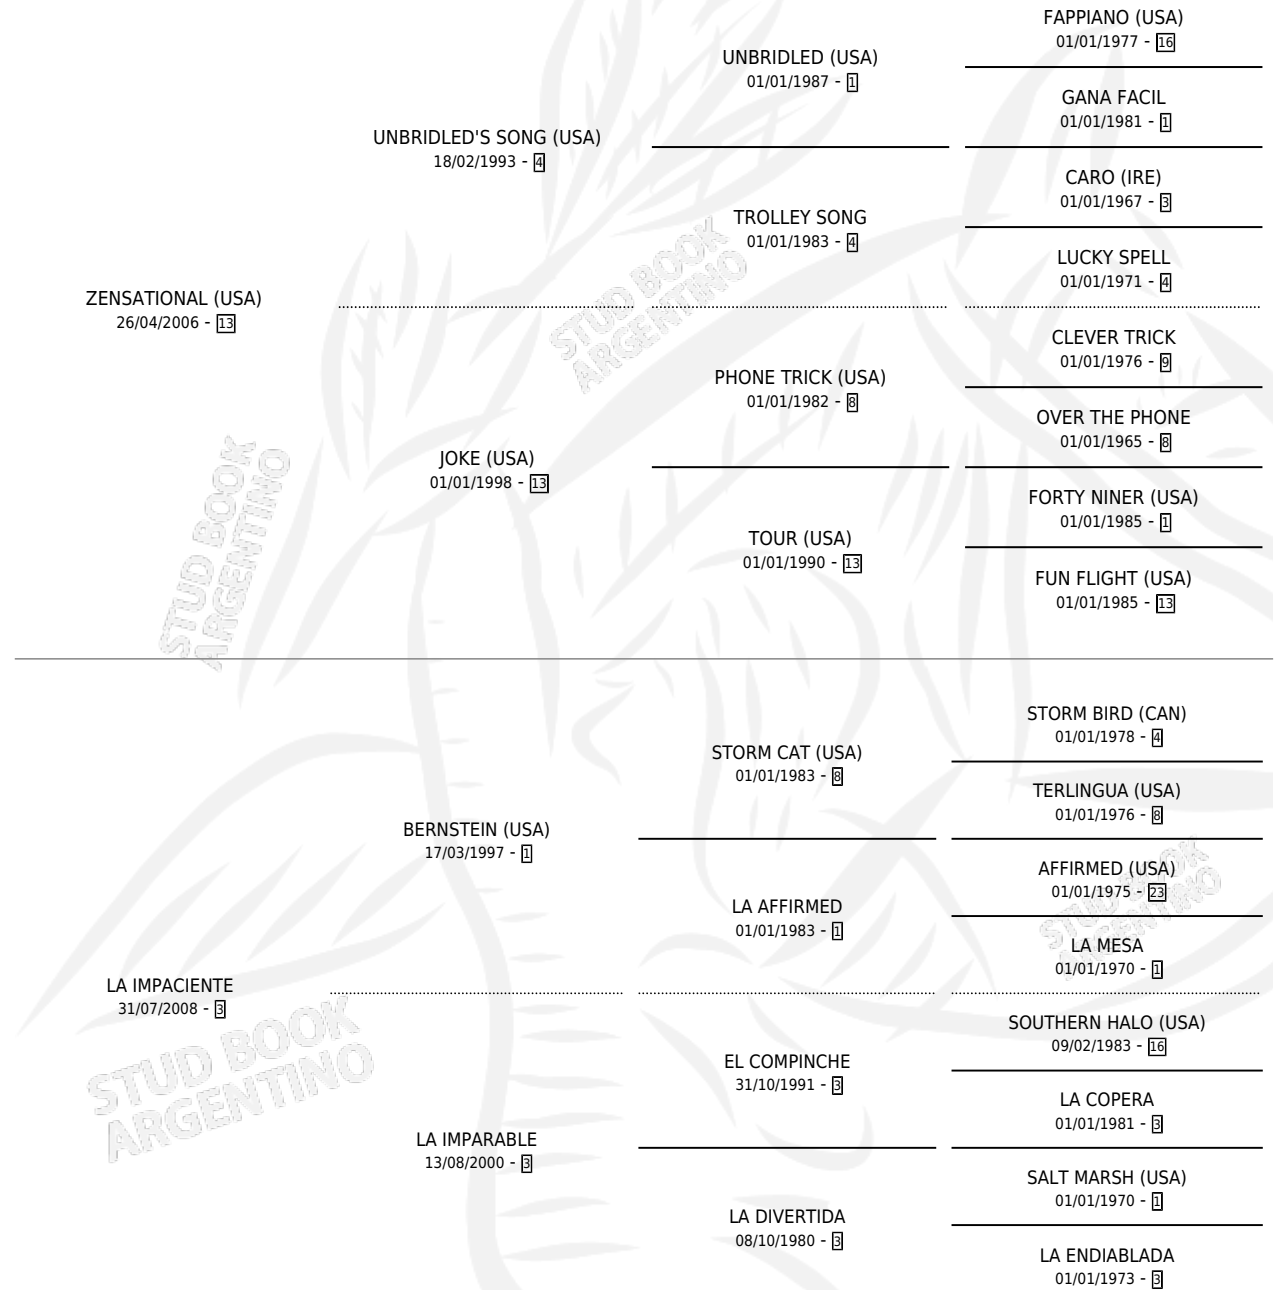 FAPPIANO (USA)
01/01/1977 - 16
UNBRIDLED (USA)
01/01/1987 - 1
GANA FACIL
01/01/1981 - 1
UNBRIDLED'S SONG (USA)
18/02/1993 - 4
CARO (IRE)
01/01/1967 - 3
TROLLEY SONG
01/01/1983 - 4
LUCKY SPELL
01/01/1971 - 4
ZENSATIONAL (USA)
26/04/2006 - 13
CLEVER TRICK
01/01/1976 - 9
PHONE TRICK (USA)
01/01/1982 - 8
OVER THE PHONE
01/01/1965 - 8
JOKE (USA)
01/01/1998 - 13
FORTY NINER (USA)
01/01/1985 - 1
TOUR (USA)
01/01/1990 - 13
FUN FLIGHT (USA)
01/01/1985 - 13
STORM BIRD (CAN)
01/01/1978 - 4
STORM CAT (USA)
01/01/1983 - 8
TERLINGUA (USA)
01/01/1976 - 8
BERNSTEIN (USA)
17/03/1997 - 1
AFFIRMED (USA)
01/01/1975 - 23
LA AFFIRMED
01/01/1983 - 1
LA MESA
01/01/1970 - 1
LA IMPACIENTE
31/07/2008 - 3
SOUTHERN HALO (USA)
09/02/1983 - 16
EL COMPINCHE
31/10/1991 - 3
LA COPERA
01/01/1981 - 3
LA IMPARABLE
13/08/2000 - 3
SALT MARSH (USA)
01/01/1970 - 1
LA DIVERTIDA
08/10/1980 - 3
LA ENDIABLADA
01/01/1973 - 3
STUD BOOK
ARGENTINO
STUD BOOK
ARGENTINO
STUD BOOK
ARGENTINO
STUD BOOK
ARGENTINO